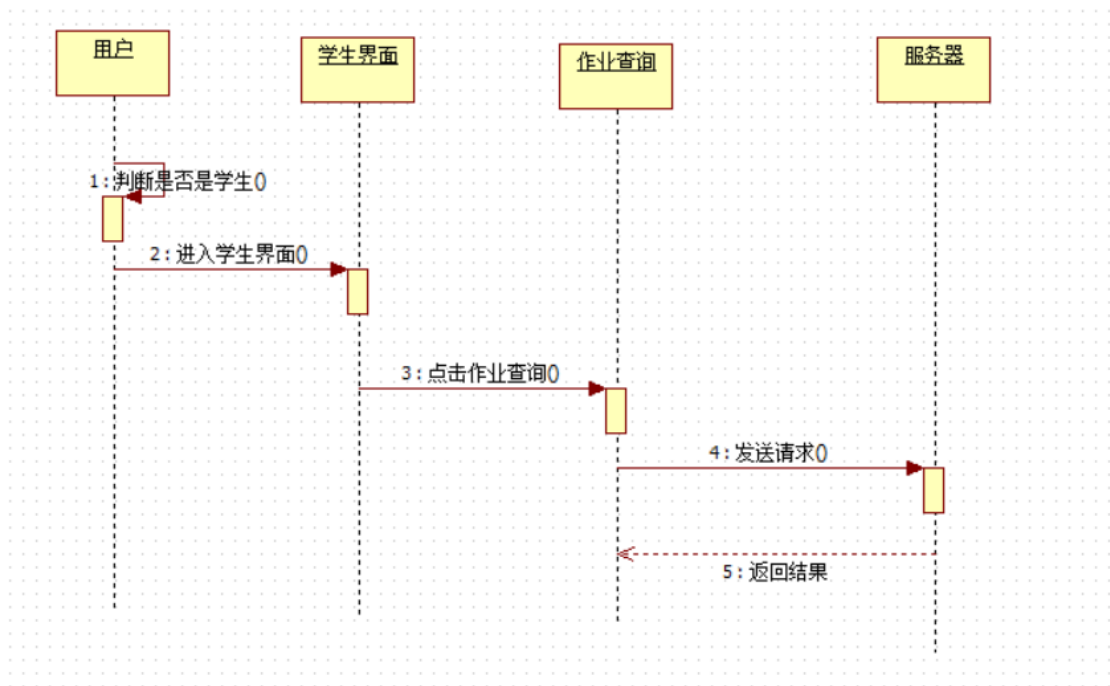 用户
学生界面
作业查询
服务器
1:判断是否是学生()
2:进入学生界面()
3:点击作业查询()
4:发送请求()
5:返回结果